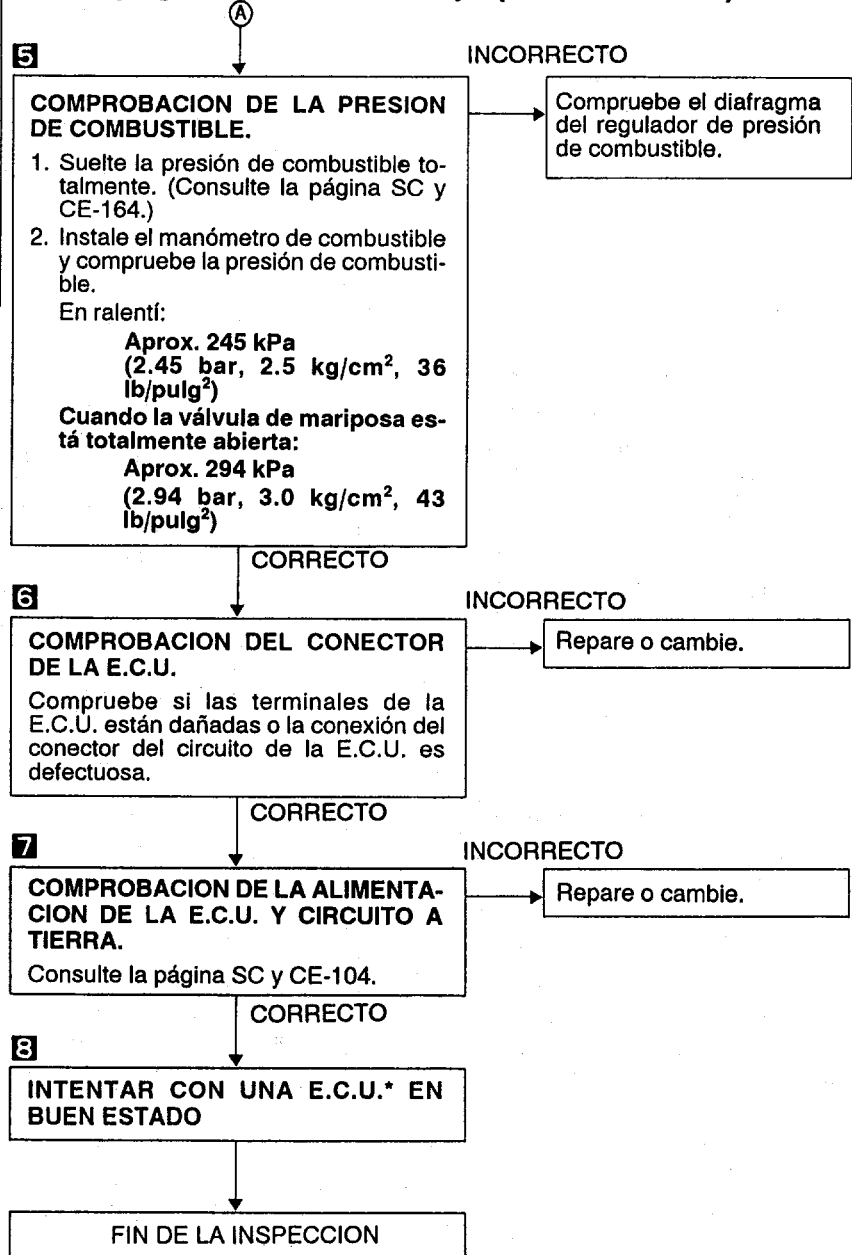 A
5
INCORRECTO
COMPROBACION DE LA PRESION
DE COMBUSTIBLE.
1. Suelte la presión de combustible to-
talmente. (Consulte la página SC y
CE-164.)
2. Instale el manómetro de combustible
y compruebe la presión de combusti-
ble.
En ralentí:
Aprox. 245 kPa
(2.45 bar, 2.5 kg/cm², 36
lb/pulg²)
Cuando la válvula de mariposa es-
tá totalmente abierta:
Aprox. 294 kPa
(2.94 bar, 3.0 kg/cm², 43
lb/pulg²)
Compruebe el diafragma
del regulador de presión
de combustible.
CORRECTO
6
INCORRECTO
COMPROBACION DEL CONECTOR
DE LA E.C.U.
Compruebe si las terminales de la
E.C.U. están dañadas o la conexión del
conector del circuito de la E.C.U. es
defectuosa.
Repare o cambie.
CORRECTO
7
INCORRECTO
COMPROBACION DE LA ALIMENTA-
CION DE LA E.C.U. Y CIRCUITO A
TIERRA.
Consulte la página SC y CE-104.
Repare o cambie.
CORRECTO
8
INTENTAR CON UNA E.C.U.* EN
BUEN ESTADO
FIN DE LA INSPECCION